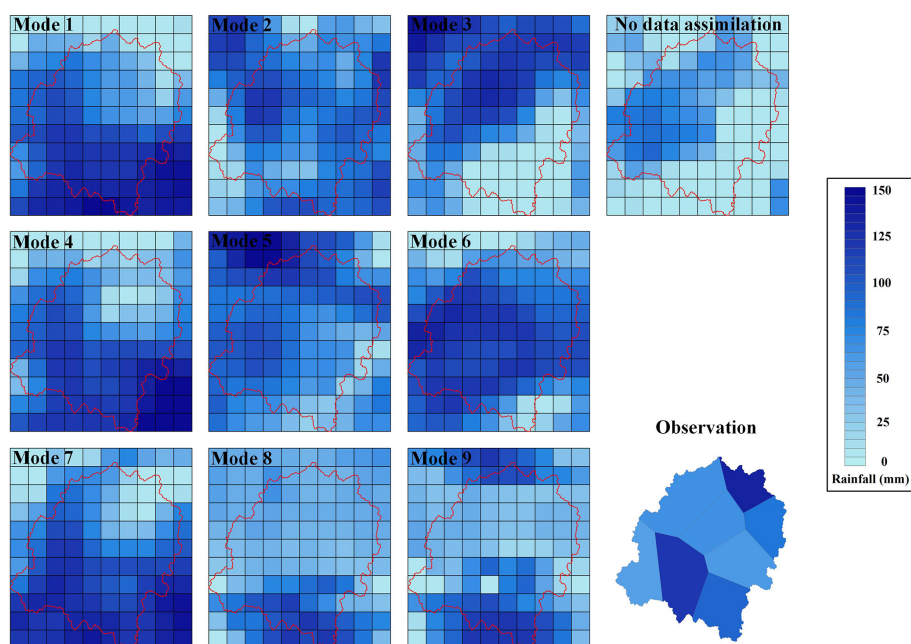 Mode 1
Mode 2
Mode 3
No data assimilation
Mode 4
Mode 5
Mode 6
Mode 7
Mode 8
Mode 9
Observation
150
125
100
75
50
25
0
Rainfall (mm)